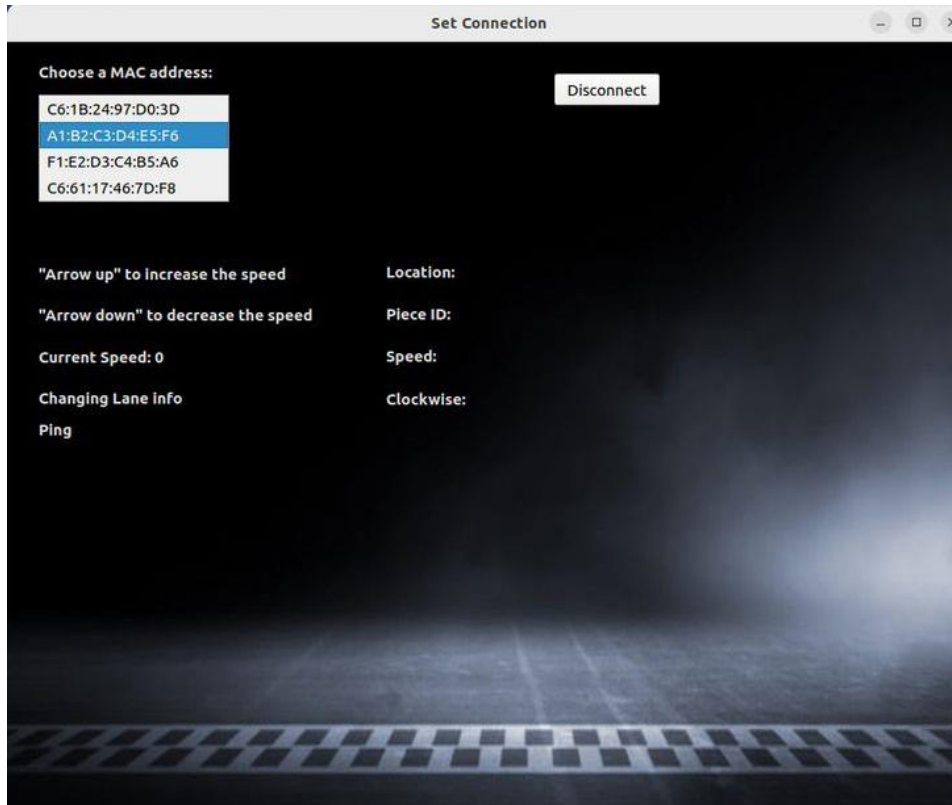 Set Connection
Choose a MAC address:
Disconnect
C6:1B:24:97:D0:3D
A1:B2:C3:D4:E5:F6
F1:E2:D3:C4:B5:A6
C6:61:17:46:7D:F8
"Arrow up" to increase the speed
"Arrow down" to decrease the speed
Current Speed: 0
Changing Lane info
Ping
Location:
Piece ID:
Speed:
Clockwise: